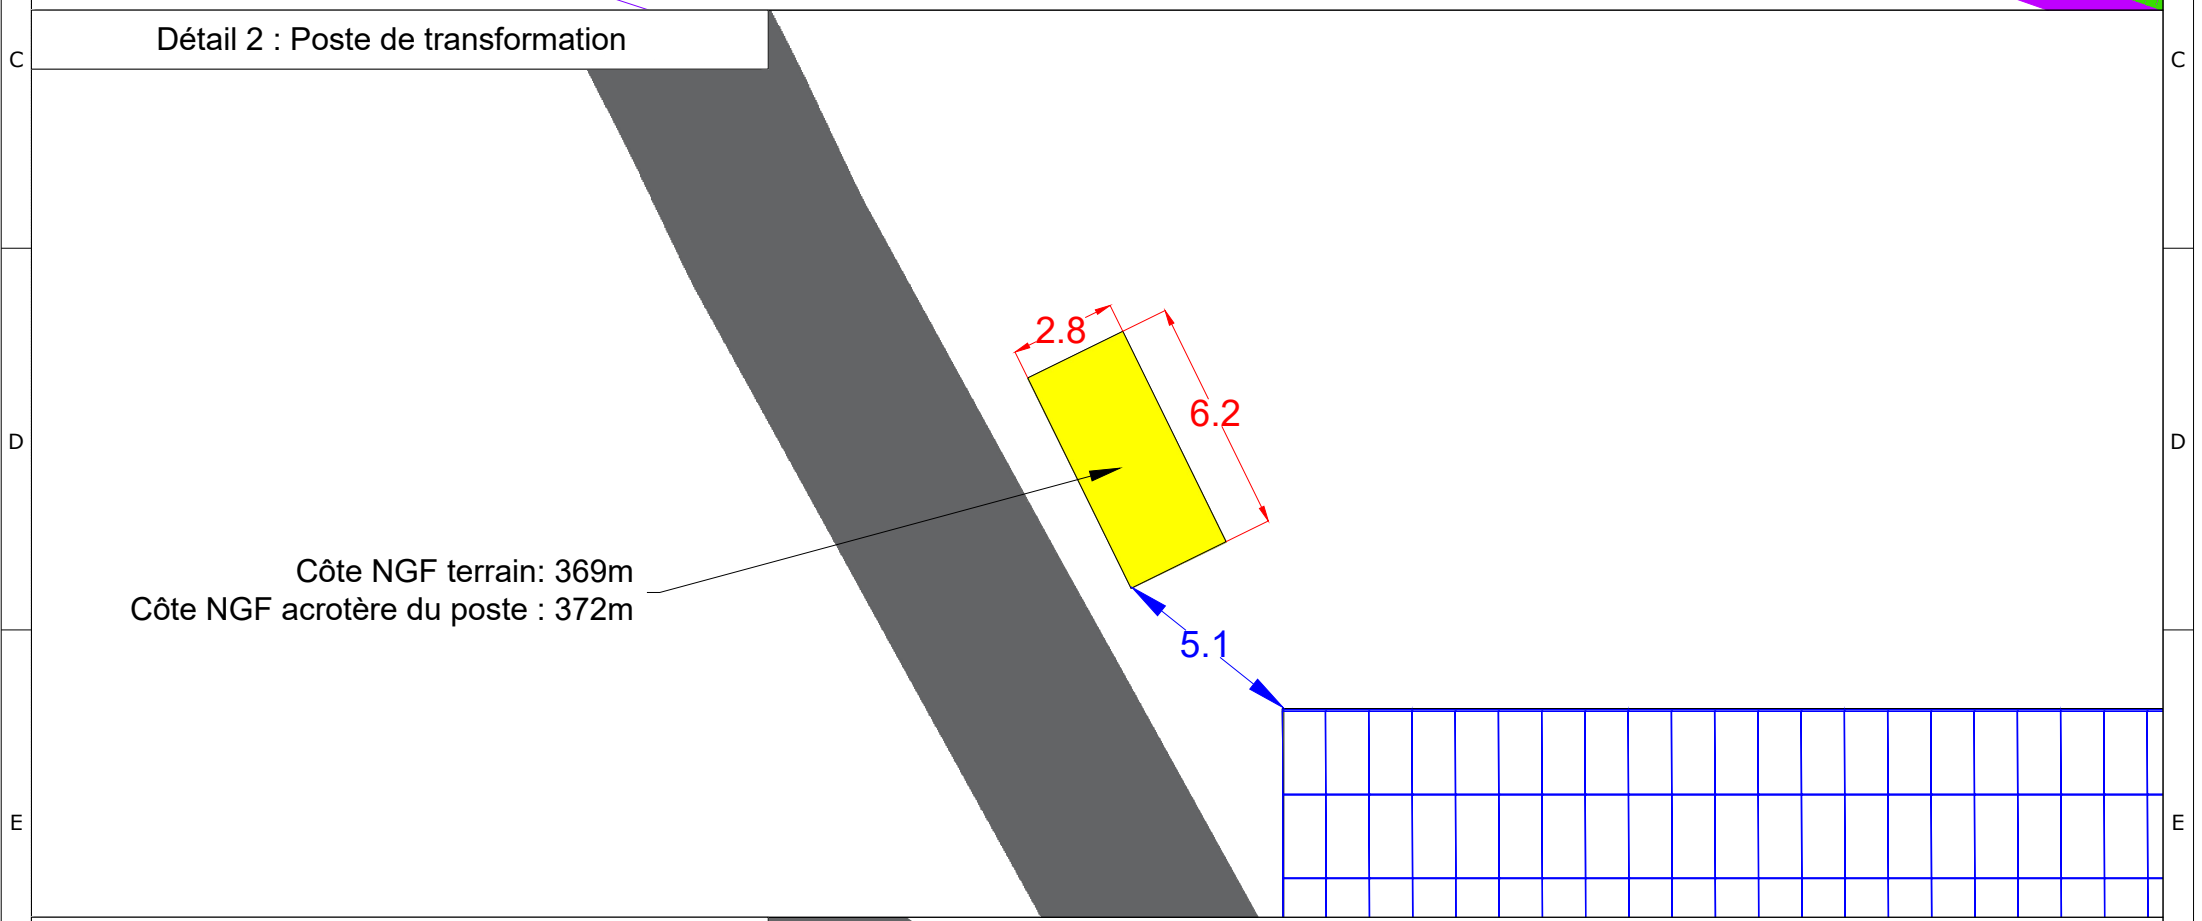 Détail 2 : Poste de transformation
C
C
2.8
6.2
D
D
Côte NGF terrain: 369m
Côte NGF acrotère du poste : 372m
5.1
E
E